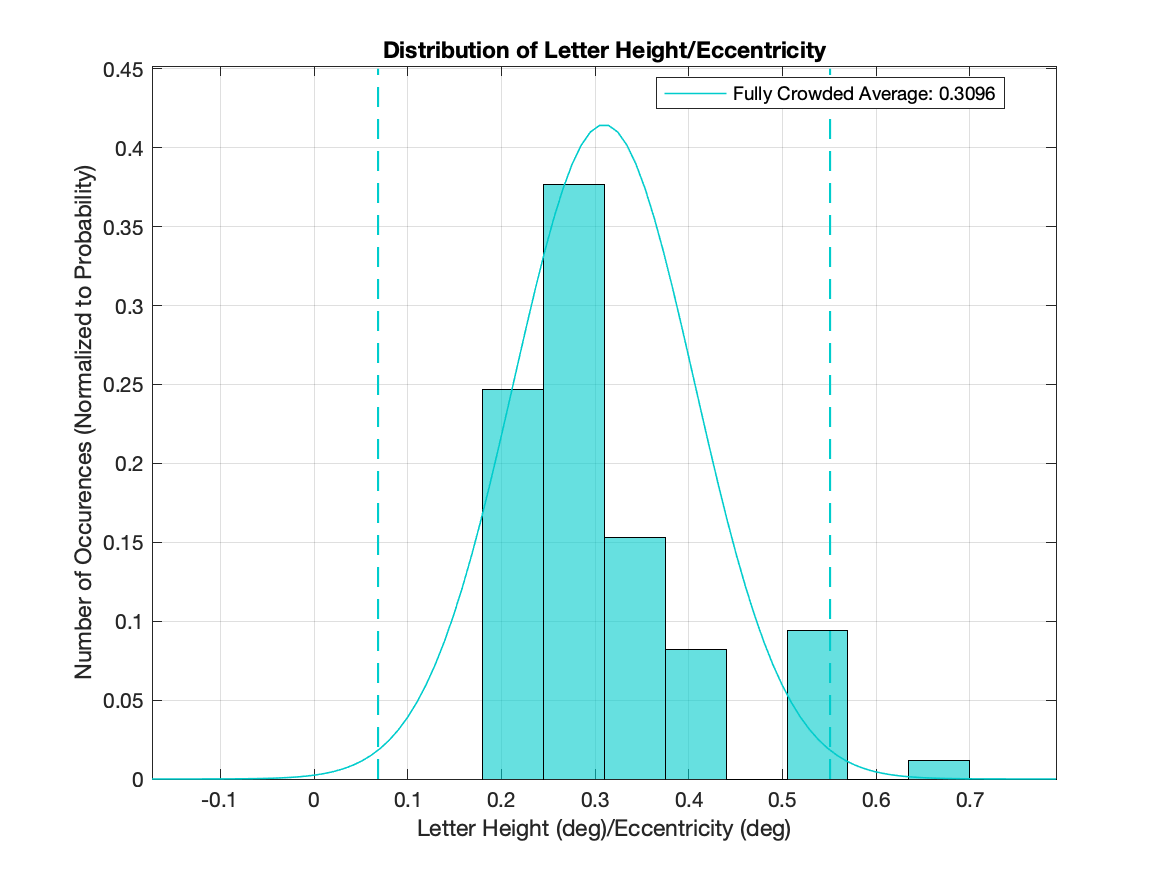 Distribution of Letter Height/Eccentricity
Fully Crowded Average: 0.3096
Number of Occurences (Normalized to Probability)
0.45
0.4
0.35
0.3
0.25
0.2
0.15
0.1
0.05
0
-0.1 0 0.1 0.2 0.3 0.4 0.5 0.6 0.7
Letter Height (deg)/Eccentricity (deg)